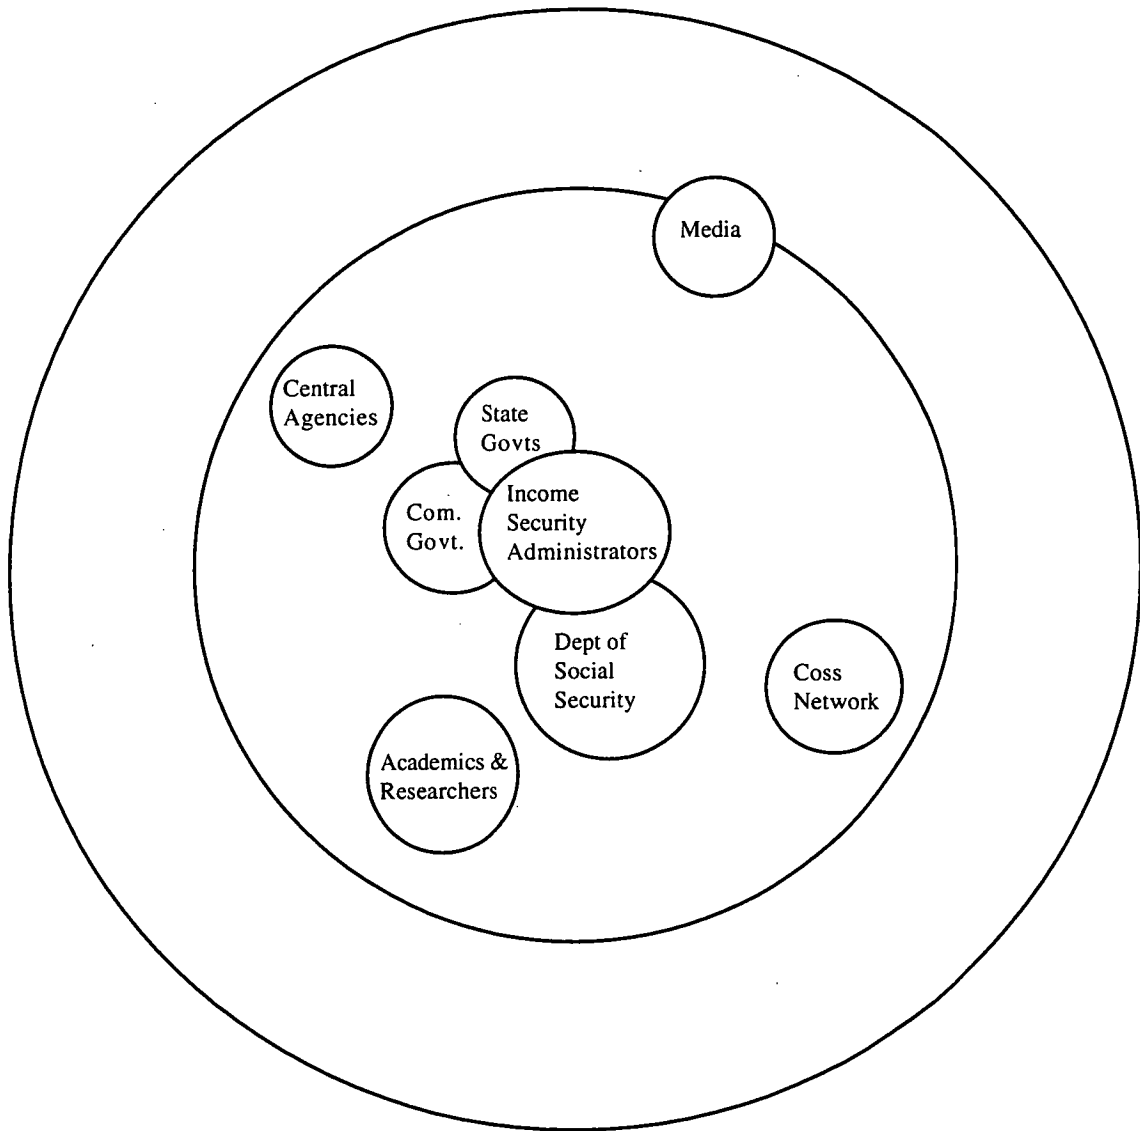 Media
Central
Agencies
State
Govts
Income
Security
Administrators
Com.
Govt.
Dept of
Social
Security
Coss
Network
Academics &
Researchers